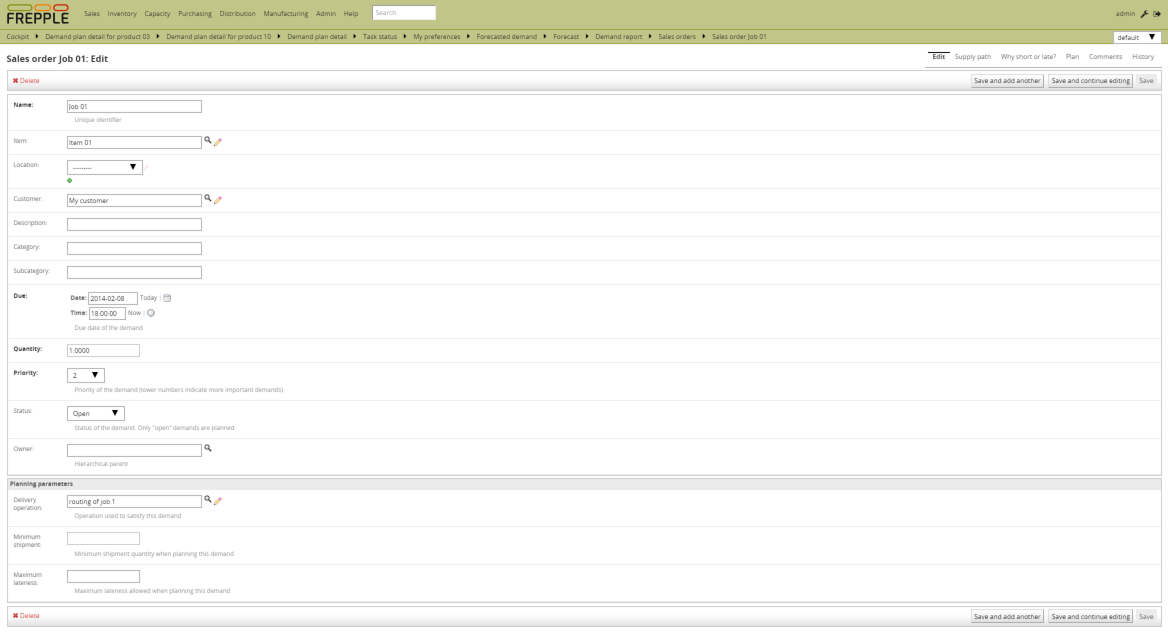 FREPPLE Sales Inventory Capacity Purchasing Distribution Manufacturing Admin Help Search admin
Cockpit Demand plan detail for product 03 Demand plan detail for product 10 Demand plan detail Task status My preferences Forecasted demand Forecast Demand report Sales orders Sales order Job 01 default
Sales order Job 01: Edit Edit Supply path Why short or late? Plan Comments History
Delete Save and add another Save and continue editing Save
Name: Job 01
Unique identifier
Item: Item 01
Location: ---------
Customer: My customer
Description:
Category:
Subcategory:
Due: Date: 2014-02-08 Today |
Time: 18:00:00 Now |
Due date of the demand
Quantity: 1.0000
Priority: 2
Priority of the demand (lower numbers indicate more important demands)
Status: Open
Status of the demand. Only "open" demands are planned
Owner:
Hierarchical parent
Planning parameters
Delivery
operation: routing of job 1
Operation used to satisfy this demand
Minimum
shipment:
Minimum shipment quantity when planning this demand
Maximum
lateness:
Maximum lateness allowed when planning this demand
Delete Save and add another Save and continue editing Save